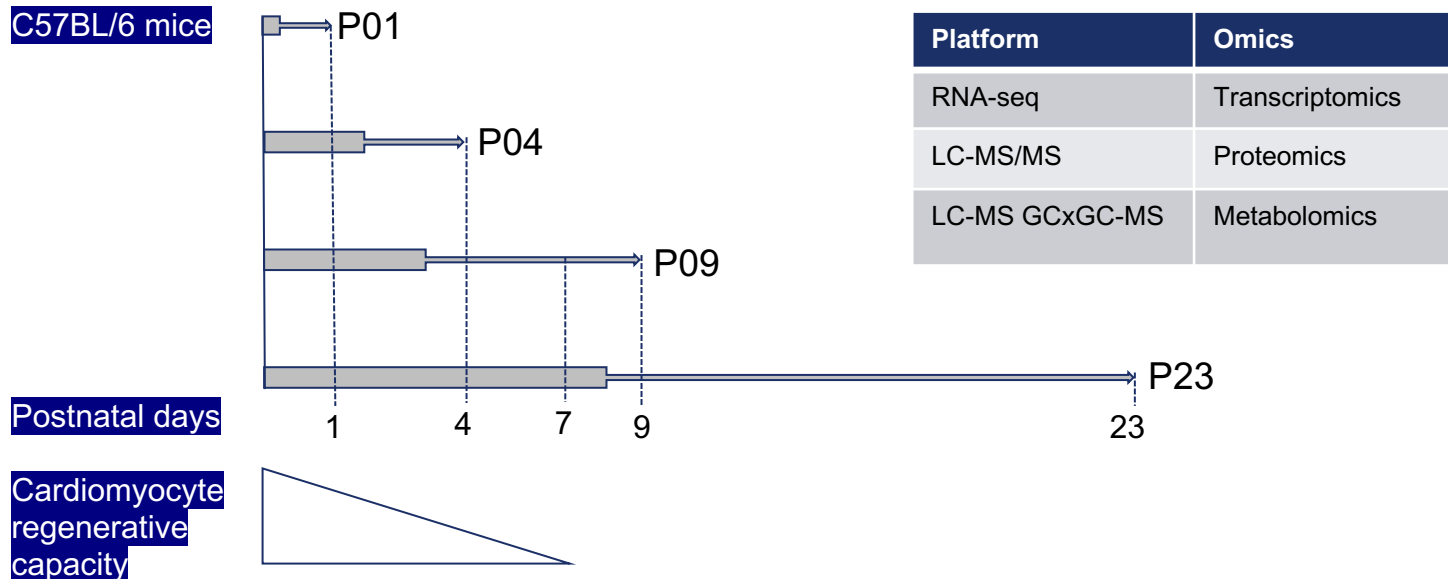 C57BL/6 mice
P01
P04
P09
P23
Postnatal days
1 4 7 9 23
Cardiomyocyte
regenerative
capacity
Platform Omics
RNA-seq Transcriptomics
LC-MS/MS Proteomics
LC-MS GCxGC-MS Metabolomics